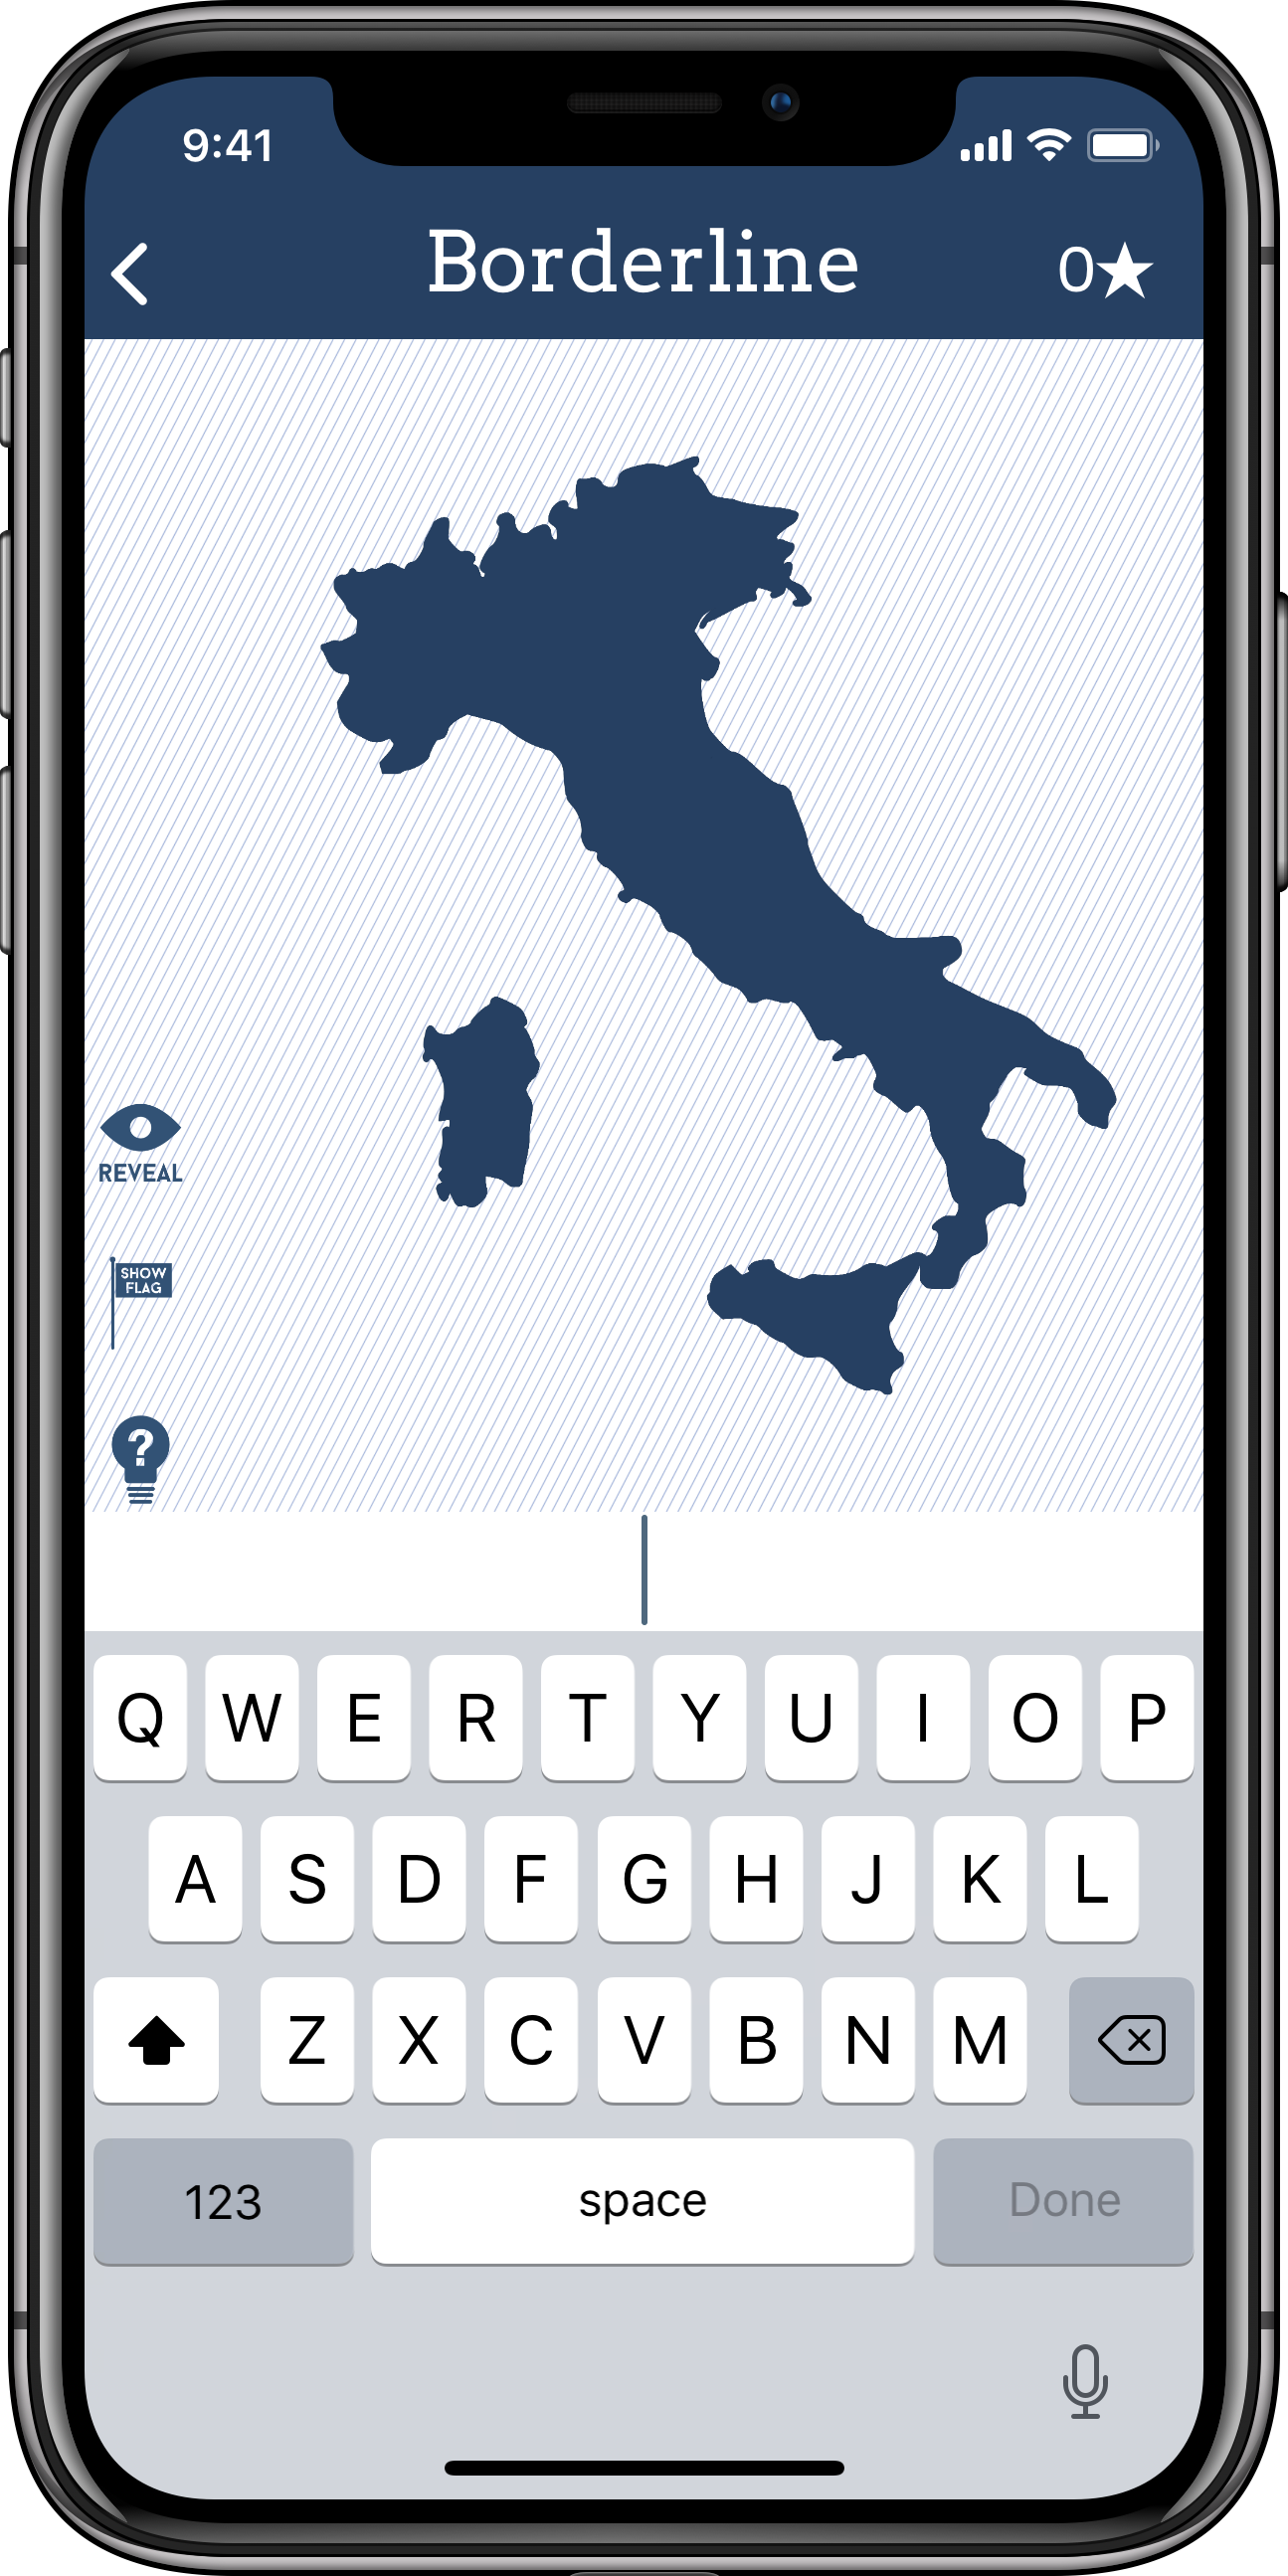 9:41
Borderline
0★
REVEAL
SHOW
FLAG
?
Q W E R T Y U I O P
A S D F G H J K L
Z X C V B N M
123 space Done